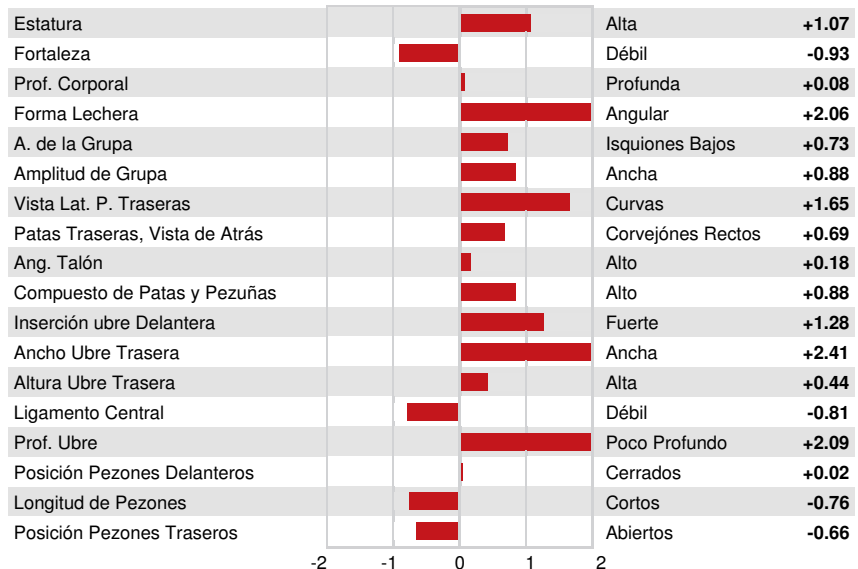 Estatura Alta +1.07
Fortaleza Débil -0.93
Prof. Corporal Profunda +0.08
Forma Lechera Angular +2.06
A. de la Grupa Isquiones Bajos +0.73
Amplitud de Grupa Ancha +0.88
Vista Lat. P. Traseras Curvas +1.65
Patas Traseras, Vista de Atrás Corvejónes Rectos +0.69
Ang. Talón Alto +0.18
Compuesto de Patas y Pezuñas Alto +0.88
Inserción ubre Delantera Fuerte +1.28
Ancho Ubre Trasera Ancha +2.41
Altura Ubre Trasera Alta +0.44
Ligamento Central Débil -0.81
Prof. Ubre Poco Profundo +2.09
Posición Pezones Delanteros Cerrados +0.02
Longitud de Pezones Cortos -0.76
Posición Pezones Traseros Abiertos -0.66
-2 -1 0 1 2